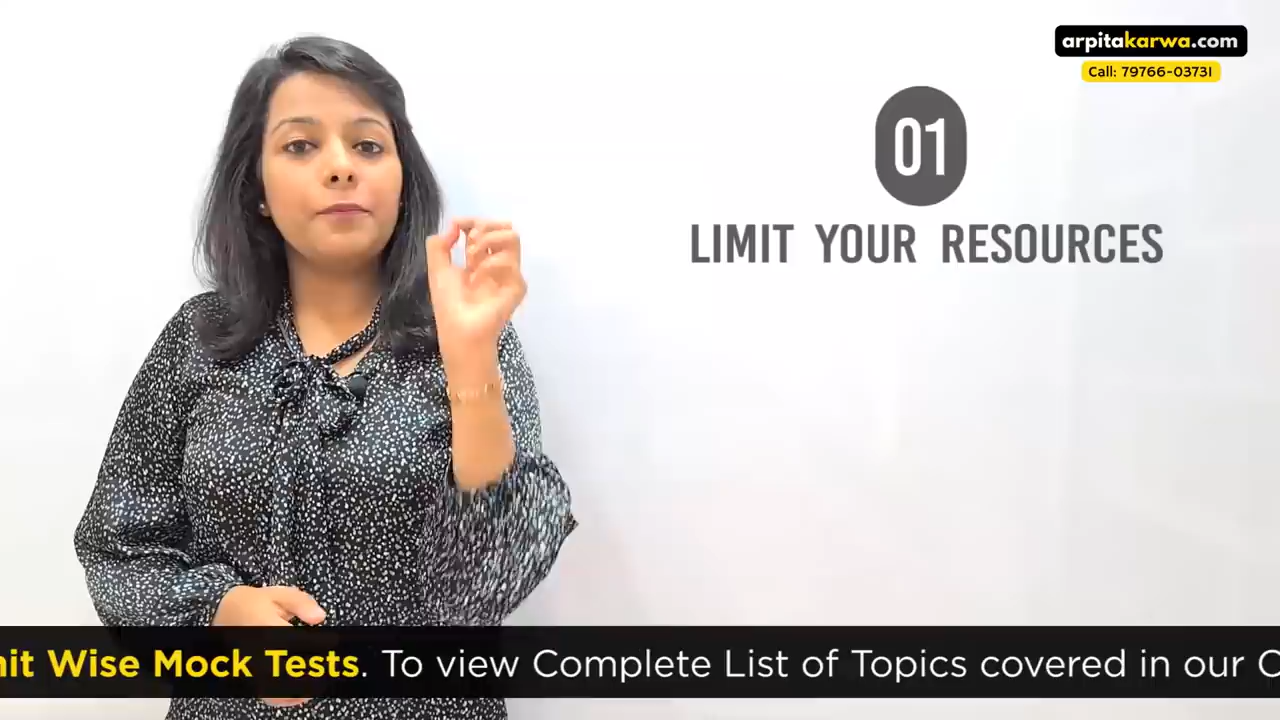 arpitakarwa.com
Call: 79766-03731
01
LIMIT YOUR RESOURCES
Wise Mock Tests. To view Complete List of Topics covered in our